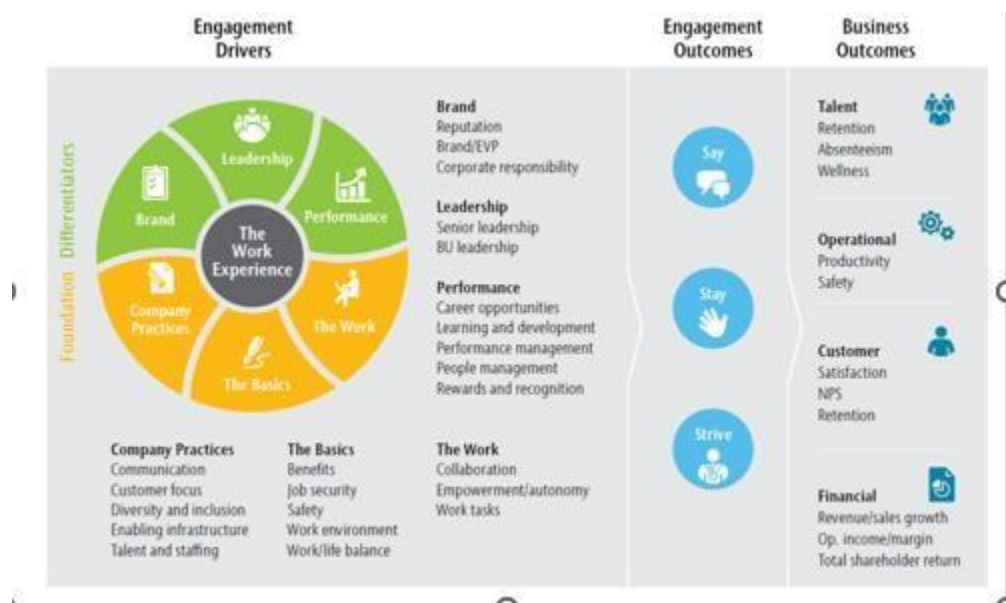 Engagement
Drivers
Engagement
Outcomes
Business
Outcomes
Differentiators
Foundation
Leadership
Brand
Performance
The
Work
Experience
Company
Practices
The Work
The Basics
Brand
Reputation
Brand/EVP
Corporate responsibility
Leadership
Senior leadership
BU leadership
Performance
Career opportunities
Learning and development
Performance management
People management
Rewards and recognition
Company Practices
Communication
Customer focus
Diversity and inclusion
Enabling infrastructure
Talent and staffing
The Basics
Benefits
Job security
Safety
Work environment
Work/life balance
The Work
Collaboration
Empowerment/autonomy
Work tasks
Say
Stay
Strive
Talent
Retention
Absenteeism
Wellness
Operational
Productivity
Safety
Customer
Satisfaction
NPS
Retention
Financial
Revenue/sales growth
Op. income/margin
Total shareholder return